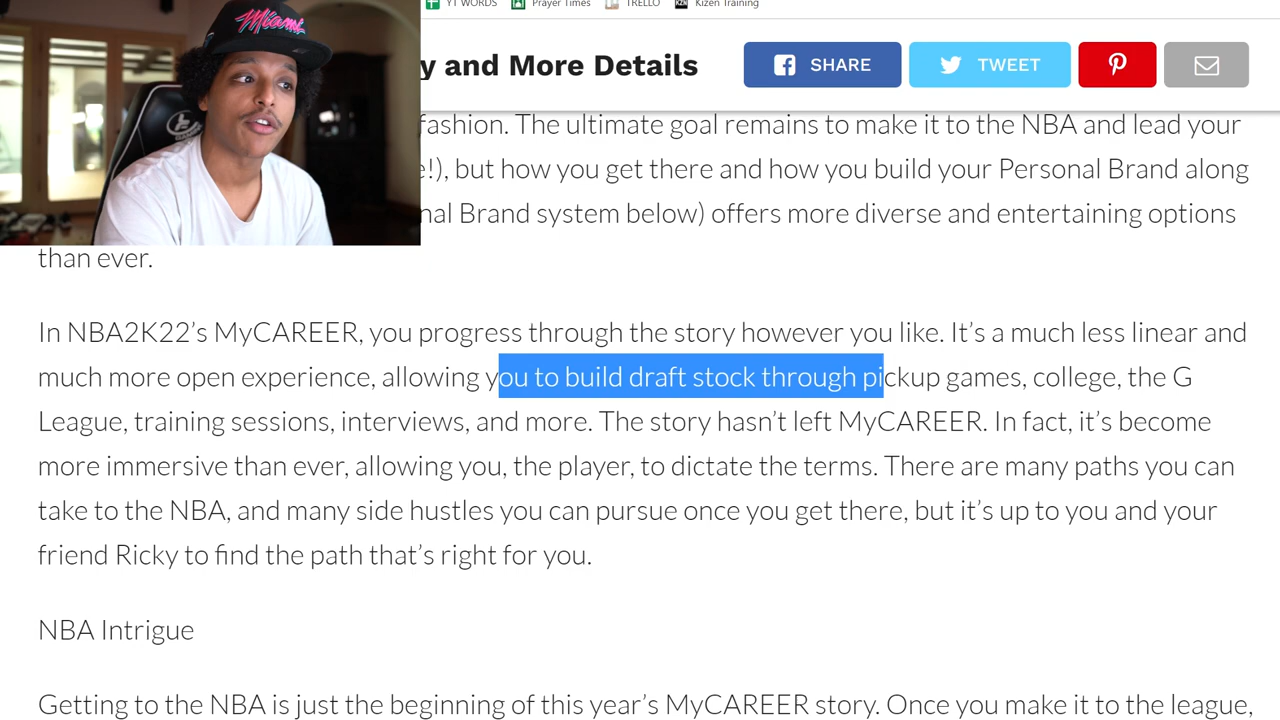 YT WORDS Prayer Times TRELLO Kizen Training
Miami
y and More Details
SHARE TWEET
fashion. The ultimate goal remains to make it to the NBA and lead your
e!), but how you get there and how you build your Personal Brand along
nal Brand system below) offers more diverse and entertaining options
than ever.
In NBA2K22’s MyCAREER, you progress through the story however you like. It’s a much less linear and
much more open experience, allowing you to build draft stock through pickup games, college, the G
League, training sessions, interviews, and more. The story hasn’t left MyCAREER. In fact, it’s become
more immersive than ever, allowing you, the player, to dictate the terms. There are many paths you can
take to the NBA, and many side hustles you can pursue once you get there, but it’s up to you and your
friend Ricky to find the path that’s right for you.
NBA Intrigue
Getting to the NBA is just the beginning of this year’s MyCAREER story. Once you make it to the league,